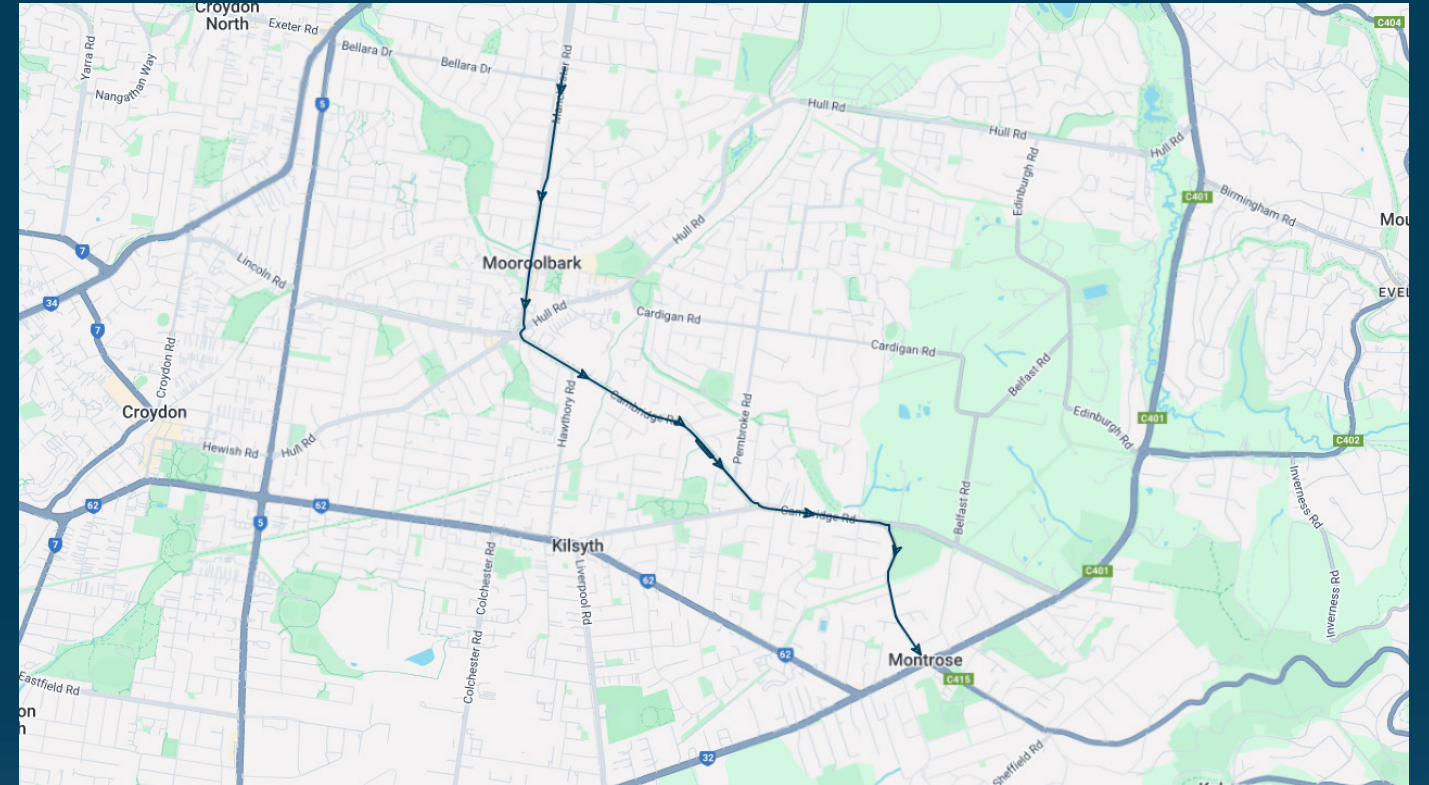 Croydon
North
Exeter Rd
Yarra Rd
Nangathan Way
Bellara Dr
Bellara Dr
5
C404
Hull Rd
Hull Rd
Hull Rd
Edinburgh Rd
C401
Birmingham Rd
7
34
7
Lincoln Rd
Mooroolbark
Hull Rd
Hull Rd
Cardigan Rd
Cardigan Rd
Croydon Rd
Croydon
Hewish Rd
Hull Rd
Hawthory Rd
Cambridge
Pembroke Rd
Belfast Rd
Edinburgh Rd
C401
C402
62
62
5
7
Belfast Rd
Inverness Rd
Kilsyth
Colchester Rd
Liverpool Rd
62
C401
Inverness Rd
Colchester Rd
62
Montrose
C415
Eastfield Rd
32
Sheffield Rd